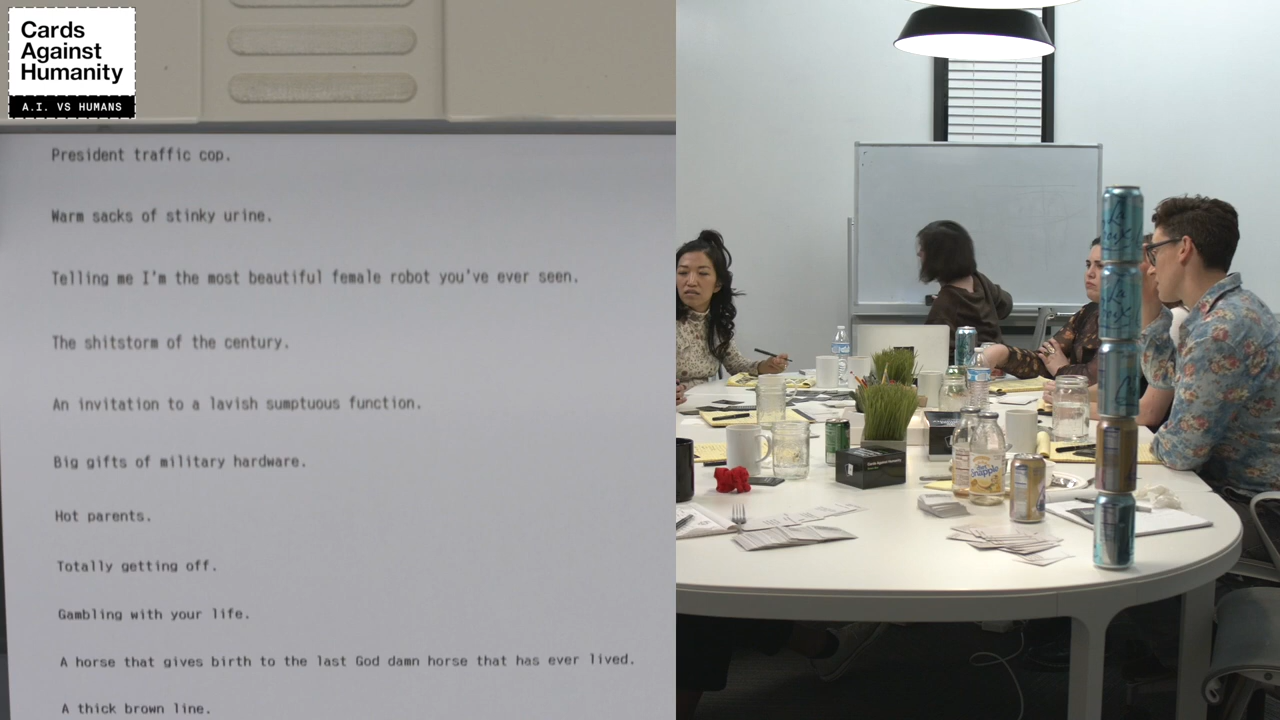 Cards
Against
Humanity
A.I. VS HUMANS
President traffic cop.
Warm sacks of stinky urine.
Telling me I'm the most beautiful female robot you've ever seen.
The shitstorm of the century.
An invitation to a lavish sumptuous function.
Big gifts of military hardware.
Hot parents.
Totally getting off.
Gambling with your life.
A horse that gives birth to the last God damn horse that has ever lived.
A thick brown line.
Snapple